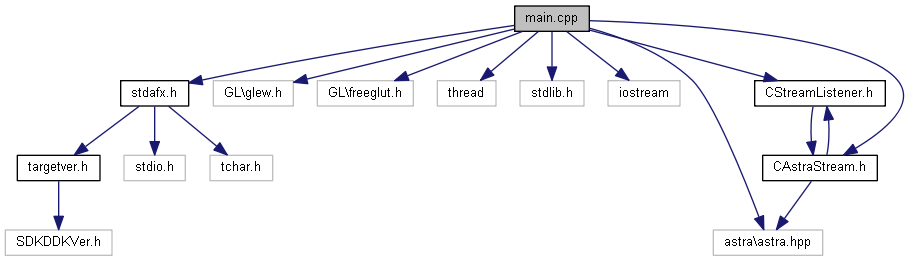 main.cpp
stdafx.h
GL\glew.h
GL\freeglut.h
thread
stdlib.h
iostream
CStreamListener.h
targetver.h
stdio.h
tchar.h
CAstraStream.h
SDKDDKVer.h
astra\astra.hpp